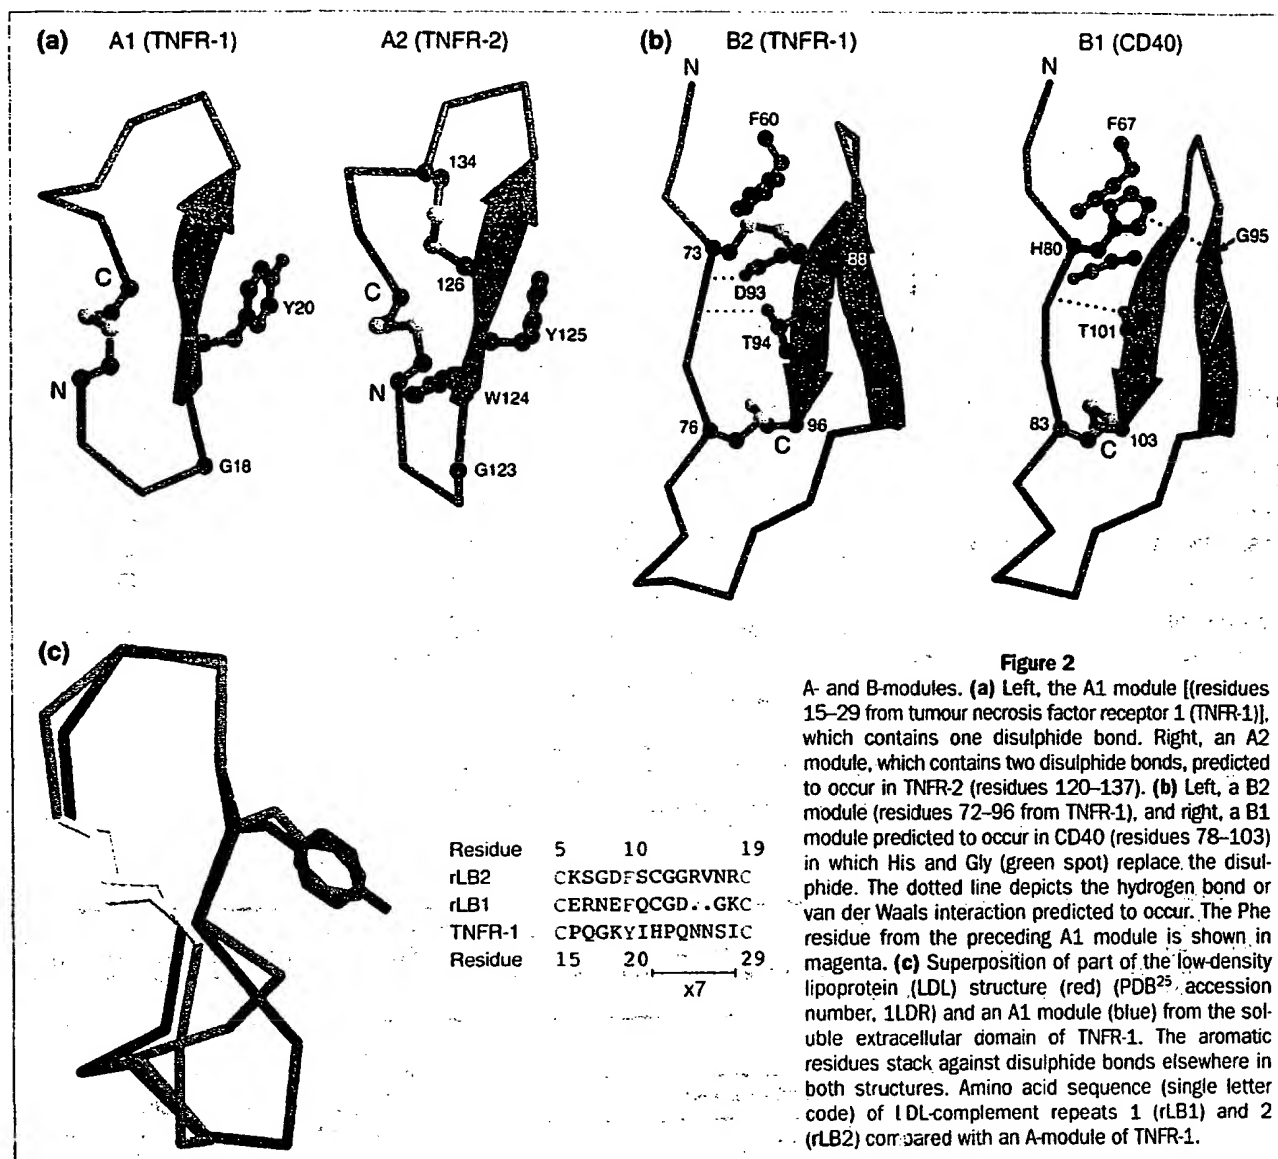 (a) A1 (TNFR-1) A2 (TNFR-2)
134
126
C
C
Y20
Y125
N
N
W124
G18
G123
(b) B2 (TNFR-1) B1 (CD40)
N
N
F60
F67
73
88
H80
G95
D93
T94
T101
76
96
C
83
103
C
(c)
Residue 5 10 19
rLB2 CKSGDFSCGGRVNRC
rLB1 CERNEFQCGD..GKC
TNFR-1 CPQGKYIHPQNNSIC
Residue 15 20 29
x7
Figure 2
A- and B-modules. (a) Left, the A1 module [(residues
15–29 from tumour necrosis factor receptor 1 (TNFR-1)],
which contains one disulphide bond. Right, an A2
module, which contains two disulphide bonds, predicted
to occur in TNFR-2 (residues 120–137). (b) Left, a B2
module (residues 72–96 from TNFR-1), and right, a B1
module predicted to occur in CD40 (residues 78–103)
in which His and Gly (green spot) replace the disul-
phide. The dotted line depicts the hydrogen bond or
van der Waals interaction predicted to occur. The Phe
residue from the preceding A1 module is shown in
magenta. (c) Superposition of part of the low-density
lipoprotein (LDL) structure (red) (PDB25 accession
number, 1LDR) and an A1 module (blue) from the sol-
uble extracellular domain of TNFR-1. The aromatic
residues stack against disulphide bonds elsewhere in
both structures. Amino acid sequence (single letter
code) of LDL-complement repeats 1 (rLB1) and 2
(rLB2) compared with an A-module of TNFR-1.